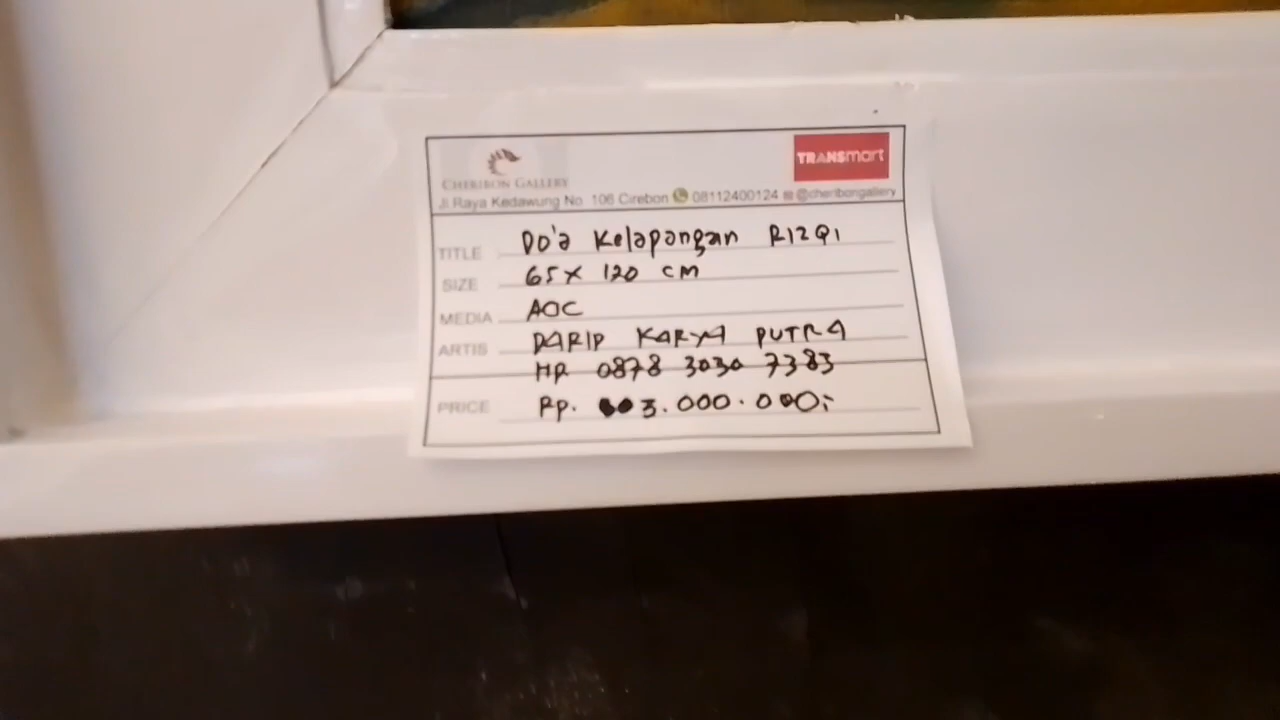 CHERIBON GALLERY
TRANSmart
Jl Raya Kedawung No 106 Cirebon 08112400124 @cheribongallery
TITLE Do'a Kelapangan RIZQI
SIZE 65 X 120 CM
MEDIA AOC
ARTIS DARIP KARYA PUTRA
HP 0878 3030 7383
PRICE Rp. 3.000.000;-